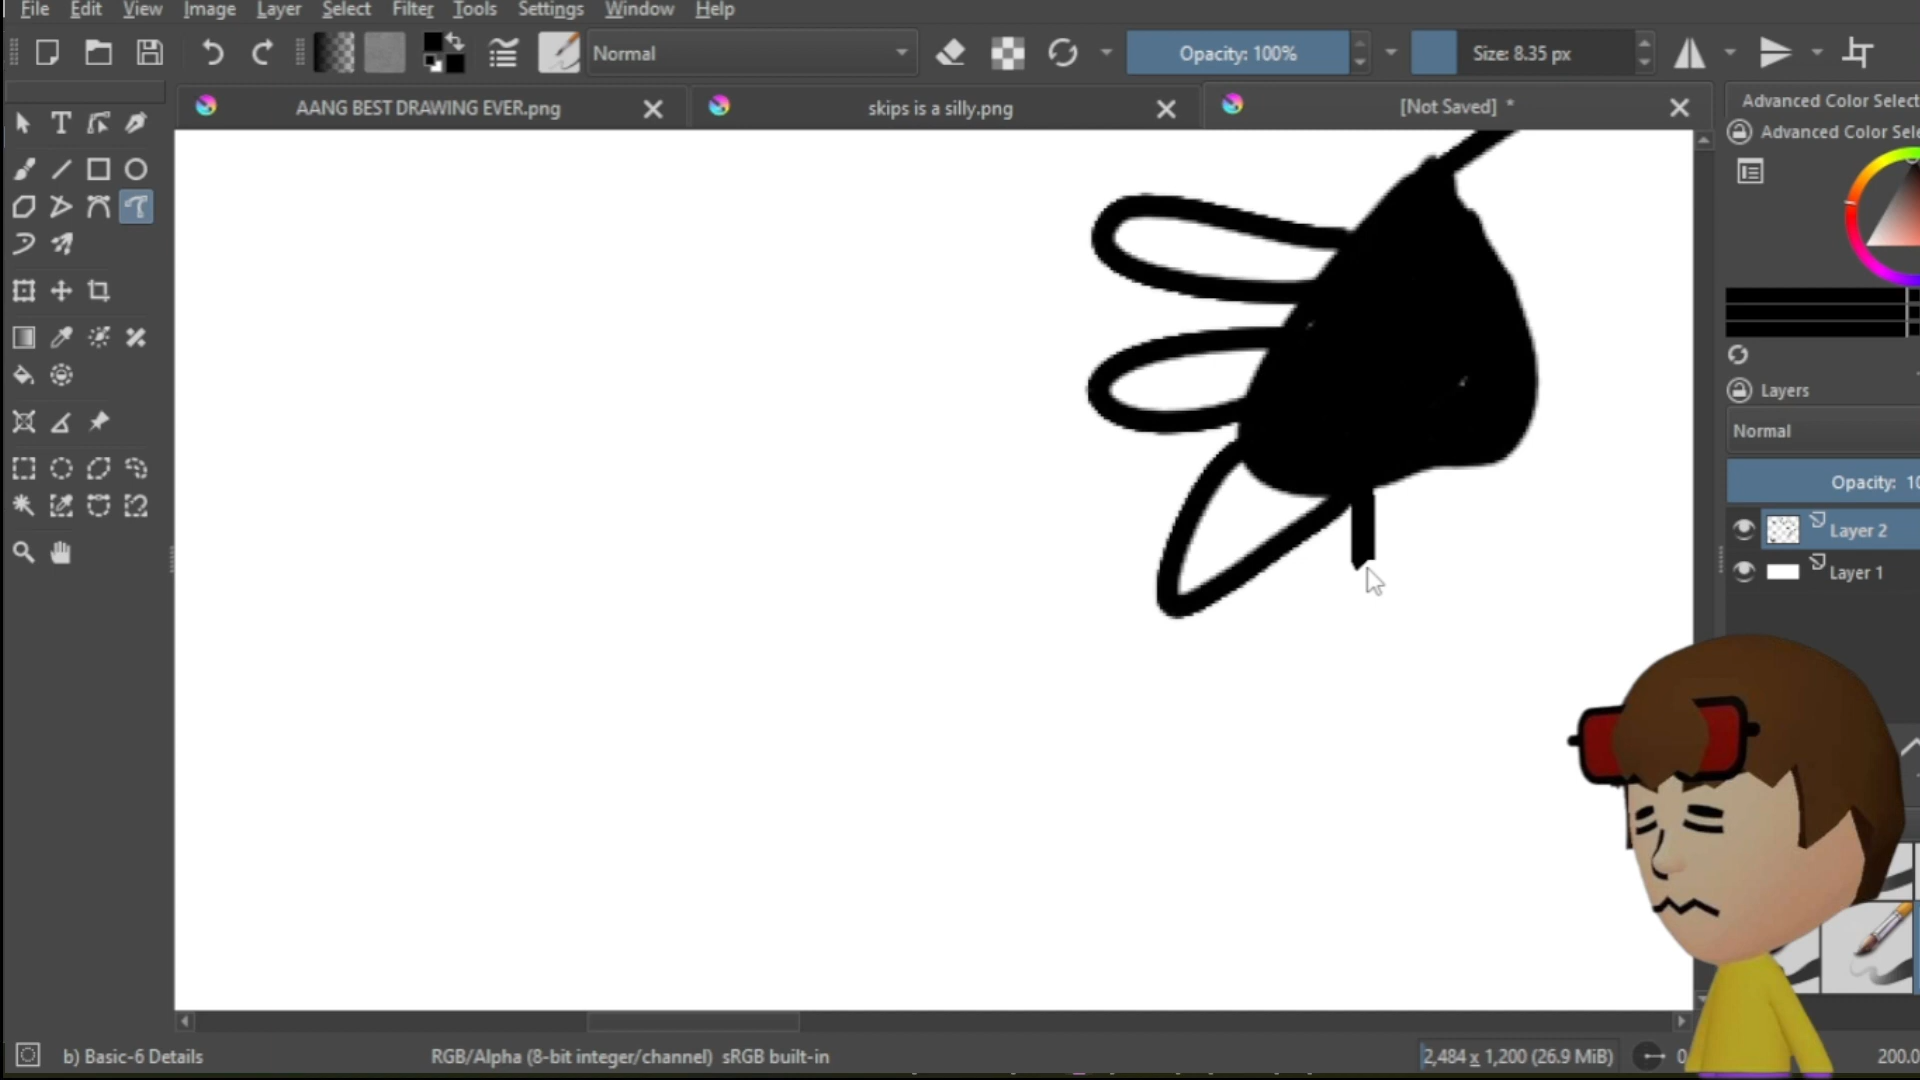 File Edit View Image Layer Select Filter Tools Settings Window Help
Normal Opacity: 100% Size: 8.35 px
AANG BEST DRAWING EVER.png skips is a silly.png [Not Saved] *
Advanced Color Select
Advanced Color Sele
Layers
Normal
Opacity: 10
Layer 2
Layer 1
b) Basic-6 Details RGB/Alpha (8-bit integer/channel) sRGB built-in 2,484 x 1,200 (26.9 MiB) 0 200.0